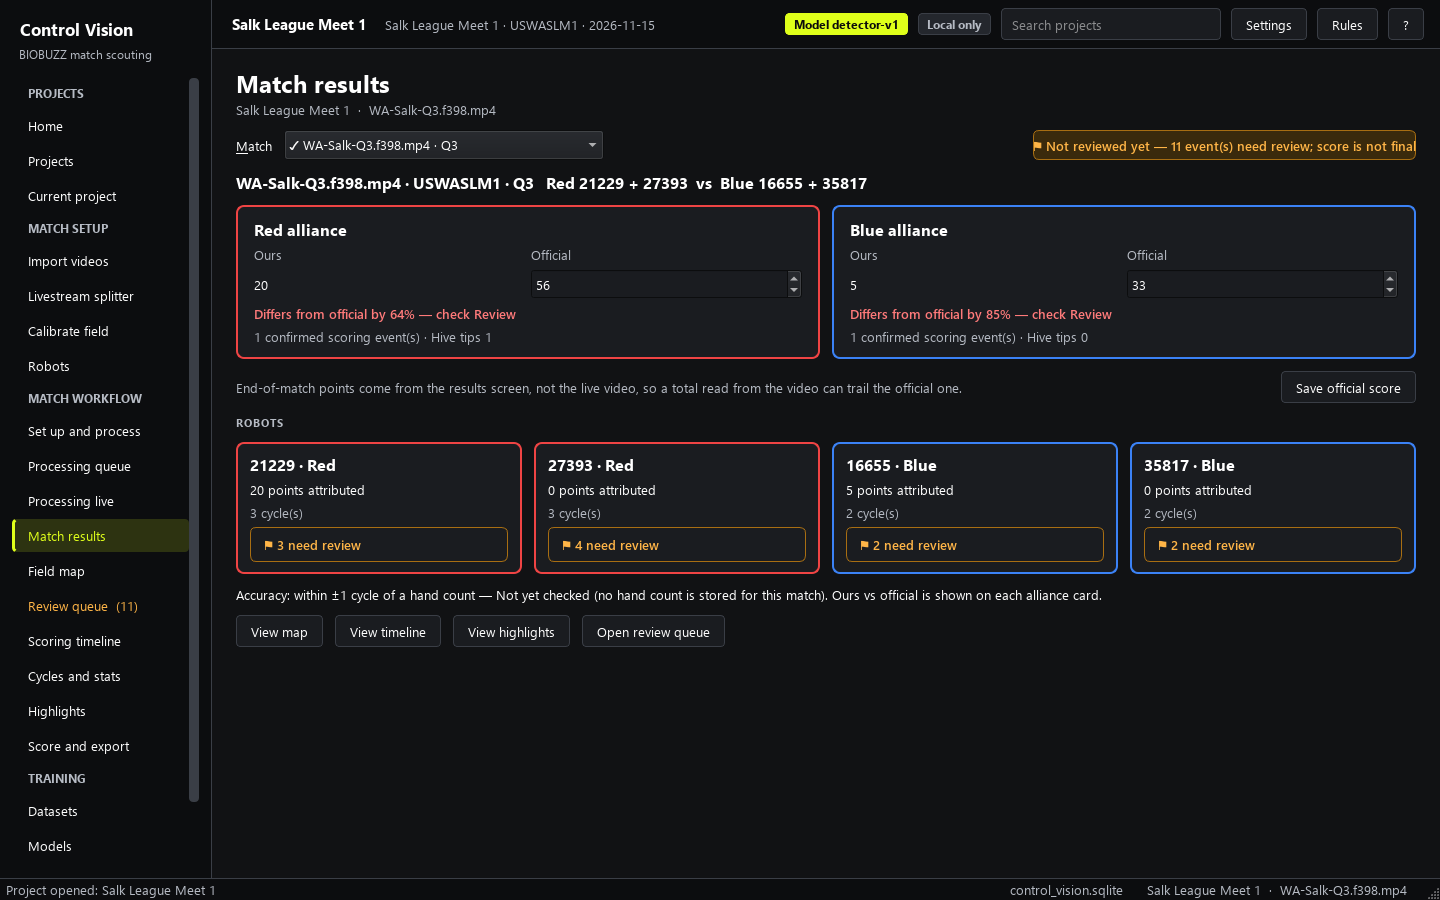 Control Vision
BIOBUZZ match scouting
PROJECTS
Home
Projects
Current project
MATCH SETUP
Import videos
Livestream splitter
Calibrate field
Robots
MATCH WORKFLOW
Set up and process
Processing queue
Processing live
Match results
Field map
Review queue (11)
Scoring timeline
Cycles and stats
Highlights
Score and export
TRAINING
Datasets
Models
Salk League Meet 1 Salk League Meet 1 · USWASLM1 · 2026-11-15 Model detector-v1 Local only Search projects Settings Rules ?
Match results
Salk League Meet 1 · WA-Salk-Q3.f398.mp4
Match ✓ WA-Salk-Q3.f398.mp4 · Q3 ⚑ Not reviewed yet — 11 event(s) need review; score is not final
WA-Salk-Q3.f398.mp4 · USWASLM1 · Q3 Red 21229 + 27393 vs Blue 16655 + 35817
Red alliance
Ours Official
20 56
Differs from official by 64% — check Review
1 confirmed scoring event(s) · Hive tips 1
Blue alliance
Ours Official
5 33
Differs from official by 85% — check Review
1 confirmed scoring event(s) · Hive tips 0
End-of-match points come from the results screen, not the live video, so a total read from the video can trail the official one. Save official score
ROBOTS
21229 · Red
20 points attributed
3 cycle(s)
⚑ 3 need review
27393 · Red
0 points attributed
3 cycle(s)
⚑ 4 need review
16655 · Blue
5 points attributed
2 cycle(s)
⚑ 2 need review
35817 · Blue
0 points attributed
2 cycle(s)
⚑ 2 need review
Accuracy: within ±1 cycle of a hand count — Not yet checked (no hand count is stored for this match). Ours vs official is shown on each alliance card.
View map View timeline View highlights Open review queue
Project opened: Salk League Meet 1 control_vision.sqlite Salk League Meet 1 · WA-Salk-Q3.f398.mp4